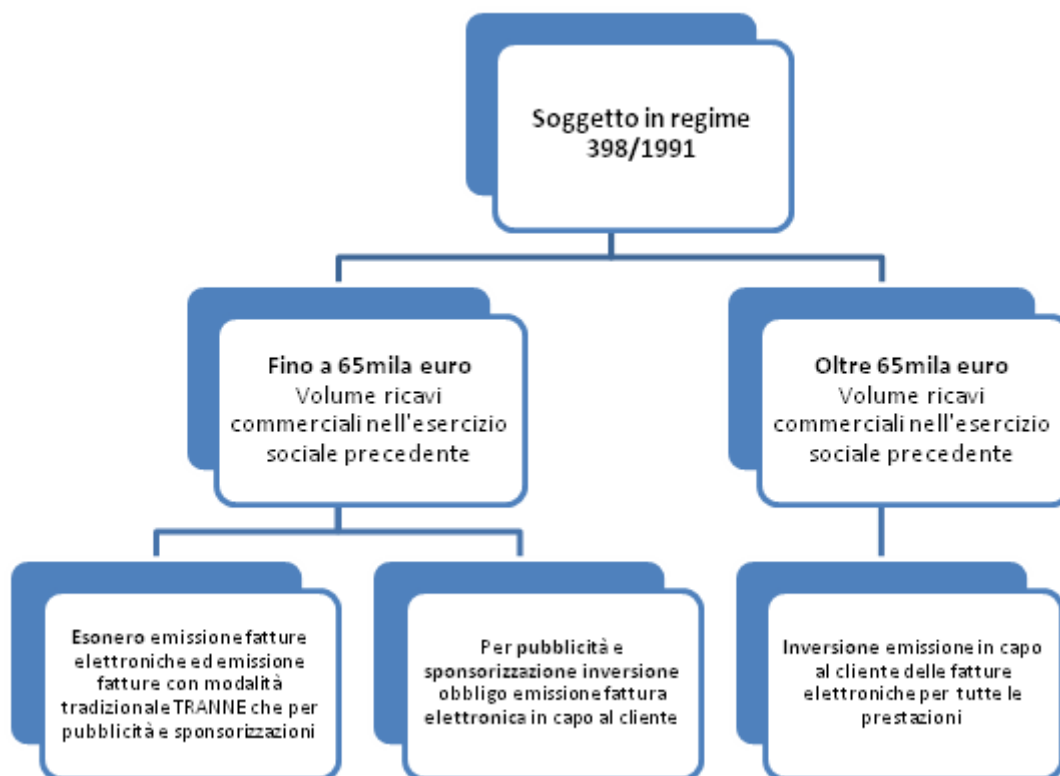 Soggetto in regime
398/1991
Fino a 65mila euro
Volume ricavi
commerciali nell'esercizio
sociale precedente
Oltre 65mila euro
Volume ricavi
commerciali nell'esercizio
sociale precedente
Esonero emissione fatture
elettroniche ed emissione
fatture con modalità
tradizionale TRANNE che per
pubblicità e sponsorizzazioni
Per pubblicità e
sponsorizzazione inversione
obbligo emissione fattura
elettronica in capo al cliente
Inversione emissione in capo
al cliente delle fatture
elettroniche per tutte le
prestazioni